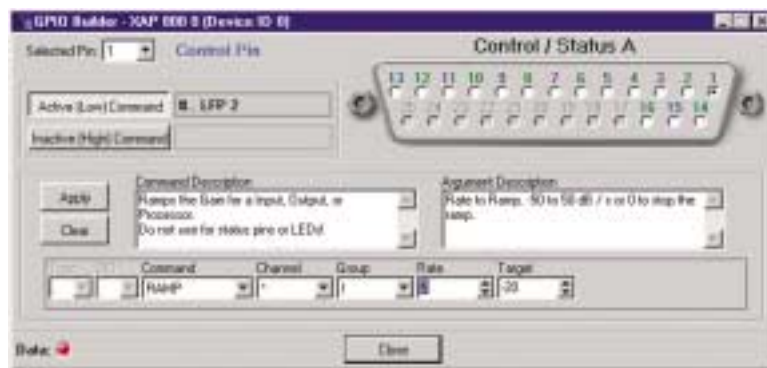 GPIO Builder - XAP 800 0 (Device ID 0)
Selected Pin: 1
Control Pin
Control / Status A
13 12 11 10 9 8 7 6 5 4 3 2 1
16 15 14
Active (Low) Command
Inactive (High) Command
Apply
Clear
Command Description
Ramps the Gain for a Input, Output, or
Processor.
Do not use for status pins or LEDs!
Argument Description
Rate to Ramp. -50 to 50 dB / s or 0 to stop the
ramp.
Command
Channel
Group
Rate
Target
RAMP
*
I
-20
Data:
Close